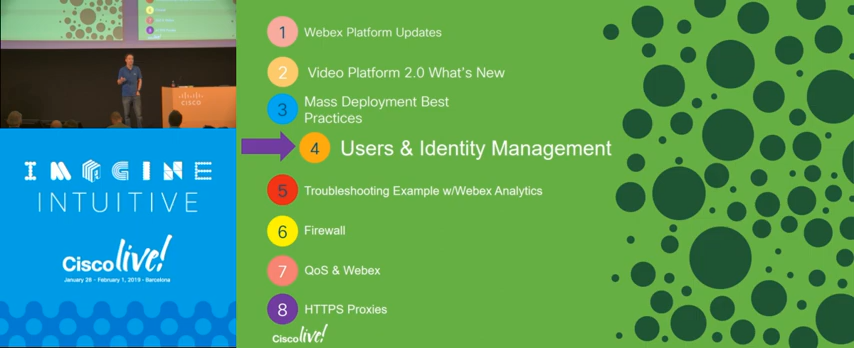 CISCO
IMAGINE
INTUITIVE
Cisco live!
January 28 - February 1, 2019 - Barcelona
1 Webex Platform Updates
2 Video Platform 2.0 What's New
3 Mass Deployment Best
Practices
4 Users & Identity Management
5 Troubleshooting Example w/Webex Analytics
6 Firewall
7 QoS & Webex
8 HTTPS Proxies
Cisco live!